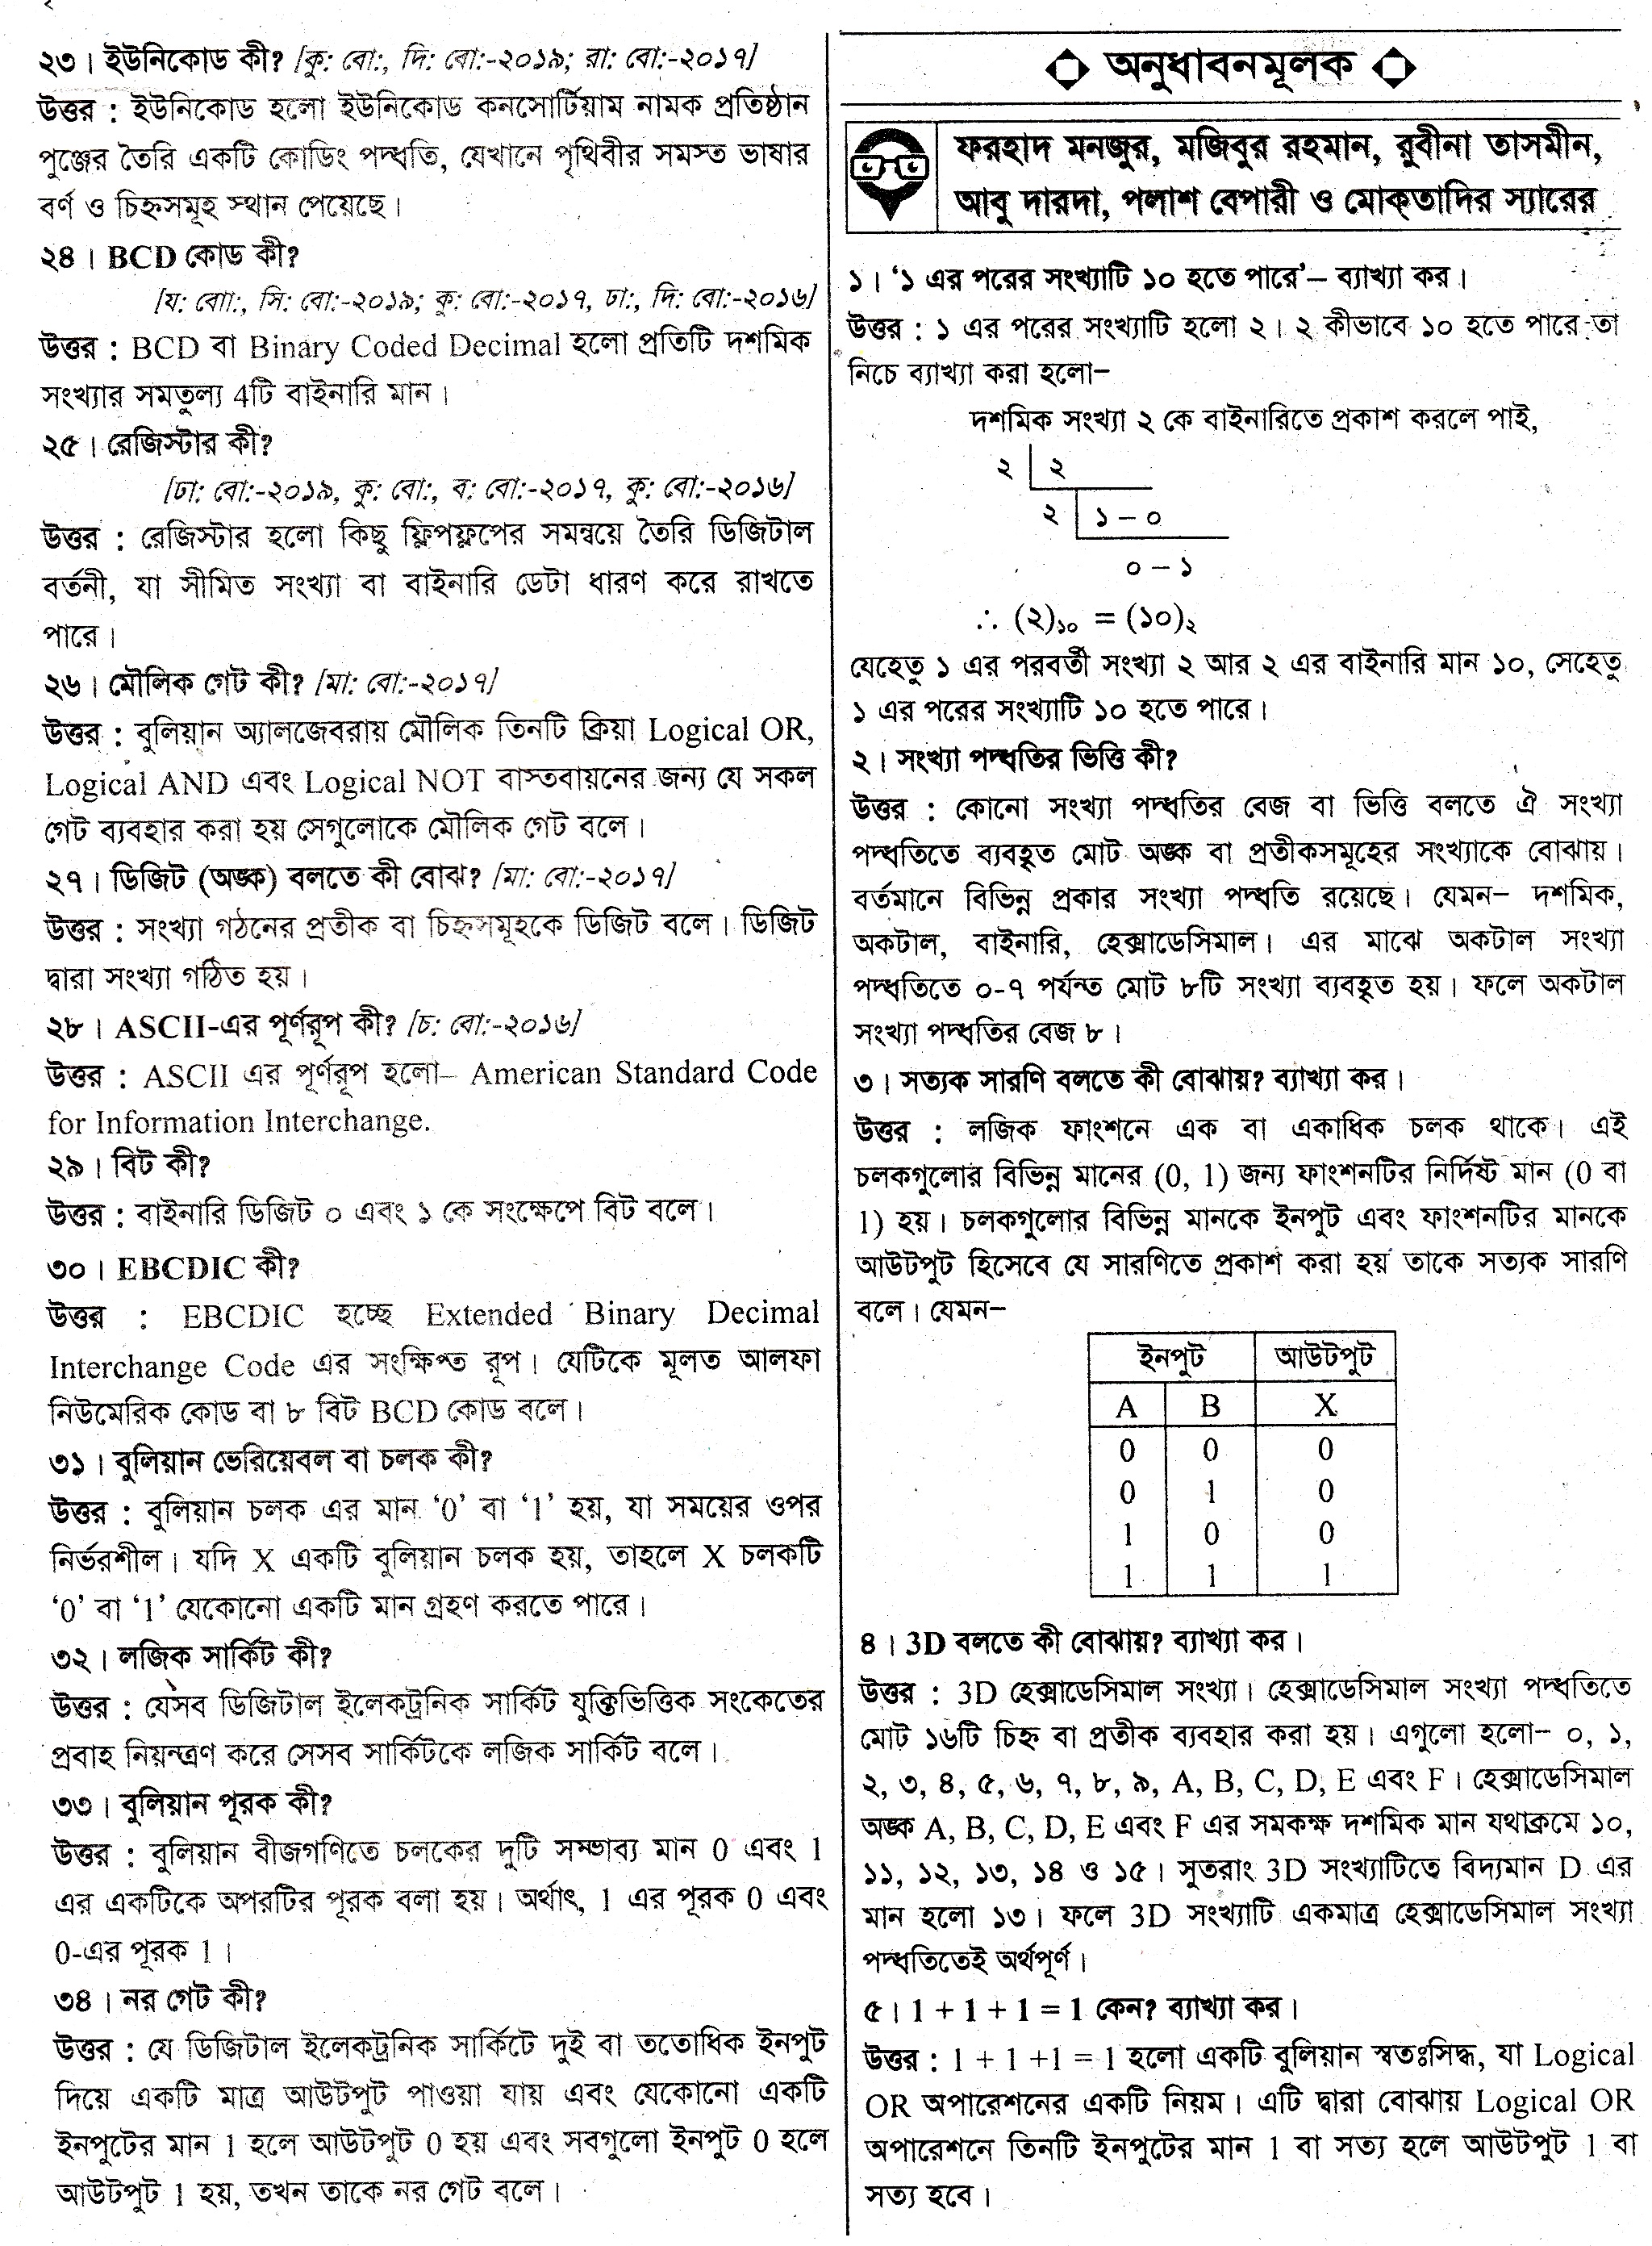 ২৩। ইউনিকোড কী? [কু: বো:, দি: বো:-২০১৯; রা: বো:-২০১৭]
উত্তর : ইউনিকোড হলো ইউনিকোড কনসোর্টিয়াম নামক প্রতিষ্ঠান
পুঞ্জের তৈরি একটি কোডিং পদ্ধতি, যেখানে পৃথিবীর সমস্ত ভাষার
বর্ণ ও চিহ্নসমূহ স্থান পেয়েছে।
২৪। BCD কোড কী?
[য: বো:, সি: বো:-২০১৯; কু: বো:-২০১৭, ঢা:, দি: বো:-২০১৬]
উত্তর : BCD বা Binary Coded Decimal হলো প্রতিটি দশমিক
সংখ্যার সমতুল্য 4টি বাইনারি মান।
২৫। রেজিস্টার কী?
[ঢা: বো:-২০১৯, কু: বো:, ব: বো:-২০১৭, কু: বো:-২০১৬]
উত্তর : রেজিস্টার হলো কিছু ফ্লিপফ্লপের সমন্বয়ে তৈরি ডিজিটাল
বর্তনী, যা সীমিত সংখ্যা বা বাইনারি ডেটা ধারণ করে রাখতে
পারে।
২৬। মৌলিক গেট কী? [মা: বো:-২০১৭]
উত্তর : বুলিয়ান অ্যালজেবরায় মৌলিক তিনটি ক্রিয়া Logical OR,
Logical AND এবং Logical NOT বাস্তবায়নের জন্য যে সকল
গেট ব্যবহার করা হয় সেগুলোকে মৌলিক গেট বলে।
২৭। ডিজিট (অঙ্ক) বলতে কী বোঝ? [মা: বো:-২০১৭]
উত্তর : সংখ্যা গঠনের প্রতীক বা চিহ্নসমূহকে ডিজিট বলে। ডিজিট
দ্বারা সংখ্যা গঠিত হয়।
২৮। ASCII-এর পূর্ণরূপ কী? [চ: বো:-২০১৬]
উত্তর : ASCII এর পূর্ণরূপ হলো– American Standard Code
for Information Interchange.
২৯। বিট কী?
উত্তর : বাইনারি ডিজিট ০ এবং ১ কে সংক্ষেপে বিট বলে।
৩০। EBCDIC কী?
উত্তর : EBCDIC হচ্ছে Extended Binary Decimal
Interchange Code এর সংক্ষিপ্ত রূপ। যেটিকে মূলত আলফা
নিউমেরিক কোড বা ৮ বিট BCD কোড বলে।
৩১। বুলিয়ান ভেরিয়েবল বা চলক কী?
উত্তর : বুলিয়ান চলক এর মান ‘0’ বা ‘1’ হয়, যা সময়ের ওপর
নির্ভরশীল। যদি X একটি বুলিয়ান চলক হয়, তাহলে X চলকটি
‘0’ বা ‘1’ যেকোনো একটি মান গ্রহণ করতে পারে।
৩২। লজিক সার্কিট কী?
উত্তর : যেসব ডিজিটাল ইলেকট্রনিক সার্কিট যুক্তিভিত্তিক সংকেতের
প্রবাহ নিয়ন্ত্রণ করে সেসব সার্কিটকে লজিক সার্কিট বলে।
৩৩। বুলিয়ান পূরক কী?
উত্তর : বুলিয়ান বীজগণিতে চলকের দুটি সম্ভাব্য মান 0 এবং 1
এর একটিকে অপরটির পূরক বলা হয়। অর্থাৎ, 1 এর পূরক 0 এবং
0-এর পূরক 1।
৩৪। নর গেট কী?
উত্তর : যে ডিজিটাল ইলেকট্রনিক সার্কিটে দুই বা ততোধিক ইনপুট
দিয়ে একটি মাত্র আউটপুট পাওয়া যায় এবং যেকোনো একটি
ইনপুটের মান 1 হলে আউটপুট 0 হয় এবং সবগুলো ইনপুট 0 হলে
আউটপুট 1 হয়, তখন তাকে নর গেট বলে।
অনুধাবনমূলক
ফরহাদ মনজুর, মজিবুর রহমান, রুবীনা তাসমীন,
আবু দারদা, পলাশ বেপারী ও মোকতাদির স্যারের
১। ‘১ এর পরের সংখ্যাটি ১০ হতে পারে’– ব্যাখ্যা কর।
উত্তর : ১ এর পরের সংখ্যাটি হলো ২। ২ কীভাবে ১০ হতে পারে তা
নিচে ব্যাখ্যা করা হলো–
দশমিক সংখ্যা ২ কে বাইনারিতে প্রকাশ করলে পাই,
২ ২
২ ১ – ০
০ – ১
∴ (২)১০ = (১০)২
যেহেতু ১ এর পরবর্তী সংখ্যা ২ আর ২ এর বাইনারি মান ১০, সেহেতু
১ এর পরের সংখ্যাটি ১০ হতে পারে।
২। সংখ্যা পদ্ধতির ভিত্তি কী?
উত্তর : কোনো সংখ্যা পদ্ধতির বেজ বা ভিত্তি বলতে ঐ সংখ্যা
পদ্ধতিতে ব্যবহূত মোট অঙ্ক বা প্রতীকসমূহের সংখ্যাকে বোঝায়।
বর্তমানে বিভিন্ন প্রকার সংখ্যা পদ্ধতি রয়েছে। যেমন– দশমিক,
অকটাল, বাইনারি, হেক্সাডেসিমাল। এর মাঝে অকটাল সংখ্যা
পদ্ধতিতে ০-৭ পর্যন্ত মোট ৮টি সংখ্যা ব্যবহূত হয়। ফলে অকটাল
সংখ্যা পদ্ধতির বেজ ৮।
৩। সত্যক সারণি বলতে কী বোঝায়? ব্যাখ্যা কর।
উত্তর : লজিক ফাংশনে এক বা একাধিক চলক থাকে। এই
চলকগুলোর বিভিন্ন মানের (0, 1) জন্য ফাংশনটির নির্দিষ্ট মান (0 বা
1) হয়। চলকগুলোর বিভিন্ন মানকে ইনপুট এবং ফাংশনটির মানকে
আউটপুট হিসেবে যে সারণিতে প্রকাশ করা হয় তাকে সত্যক সারণি
বলে। যেমন–
ইনপুট আউটপুট
A B X
0 0 0
0 1 0
1 0 0
1 1 1
৪। 3D বলতে কী বোঝায়? ব্যাখ্যা কর।
উত্তর : 3D হেক্সাডেসিমাল সংখ্যা। হেক্সাডেসিমাল সংখ্যা পদ্ধতিতে
মোট ১৬টি চিহ্ন বা প্রতীক ব্যবহার করা হয়। এগুলো হলো– ০, ১,
২, ৩, ৪, ৫, ৬, ৭, ৮, ৯, A, B, C, D, E এবং F। হেক্সাডেসিমাল
অঙ্ক A, B, C, D, E এবং F এর সমকক্ষ দশমিক মান যথাক্রমে ১০,
১১, ১২, ১৩, ১৪ ও ১৫। সুতরাং 3D সংখ্যাটিতে বিদ্যমান D এর
মান হলো ১৩। ফলে 3D সংখ্যাটি একমাত্র হেক্সাডেসিমাল সংখ্যা
পদ্ধতিতেই অর্থপূর্ণ।
৫। 1 + 1 + 1 = 1 কেন? ব্যাখ্যা কর।
উত্তর : 1 + 1 +1 = 1 হলো একটি বুলিয়ান স্বতঃসিদ্ধ, যা Logical
OR অপারেশনের একটি নিয়ম। এটি দ্বারা বোঝায় Logical OR
অপারেশনে তিনটি ইনপুটের মান 1 বা সত্য হলে আউটপুট 1 বা
সত্য হবে।